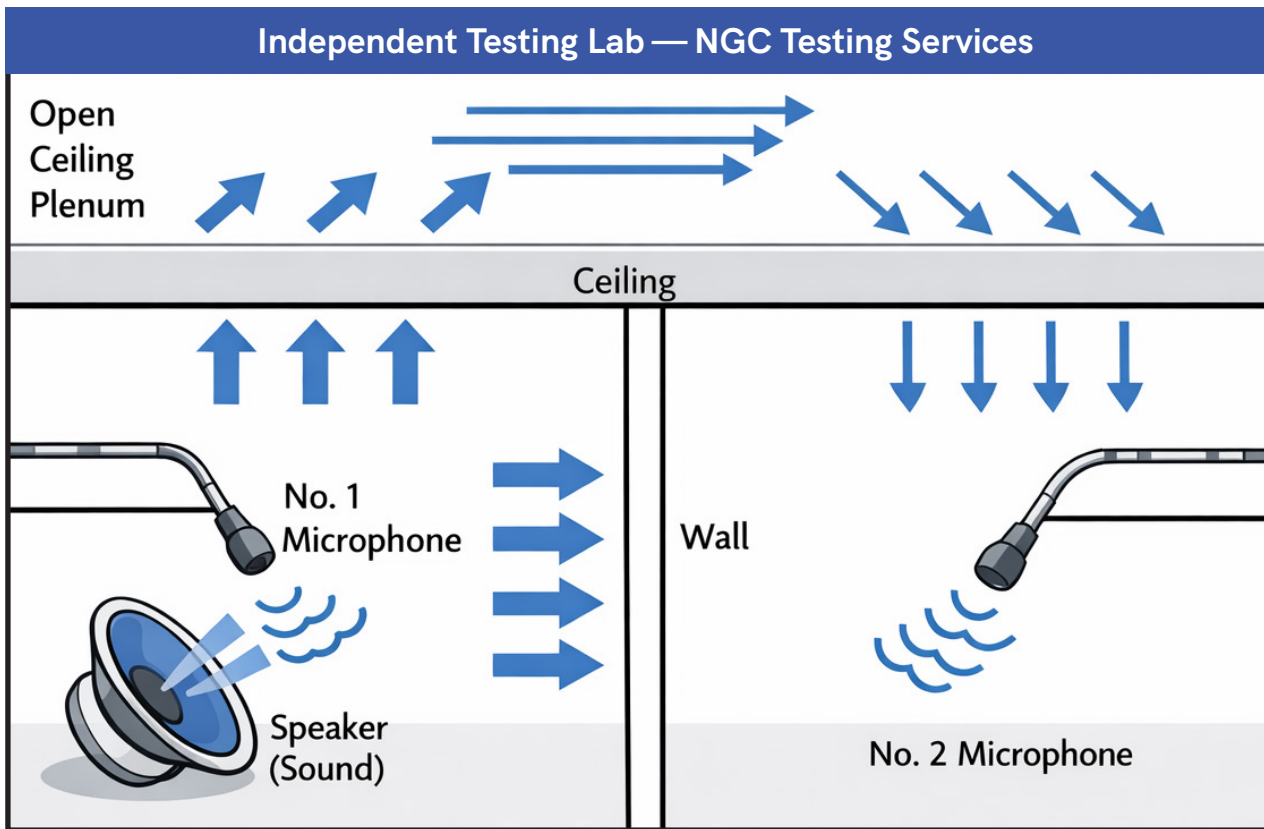 Independent Testing Lab — NGC Testing Services
Open
Ceiling
Plenum
Ceiling
No. 1
Microphone
Wall
Speaker
(Sound)
No. 2 Microphone